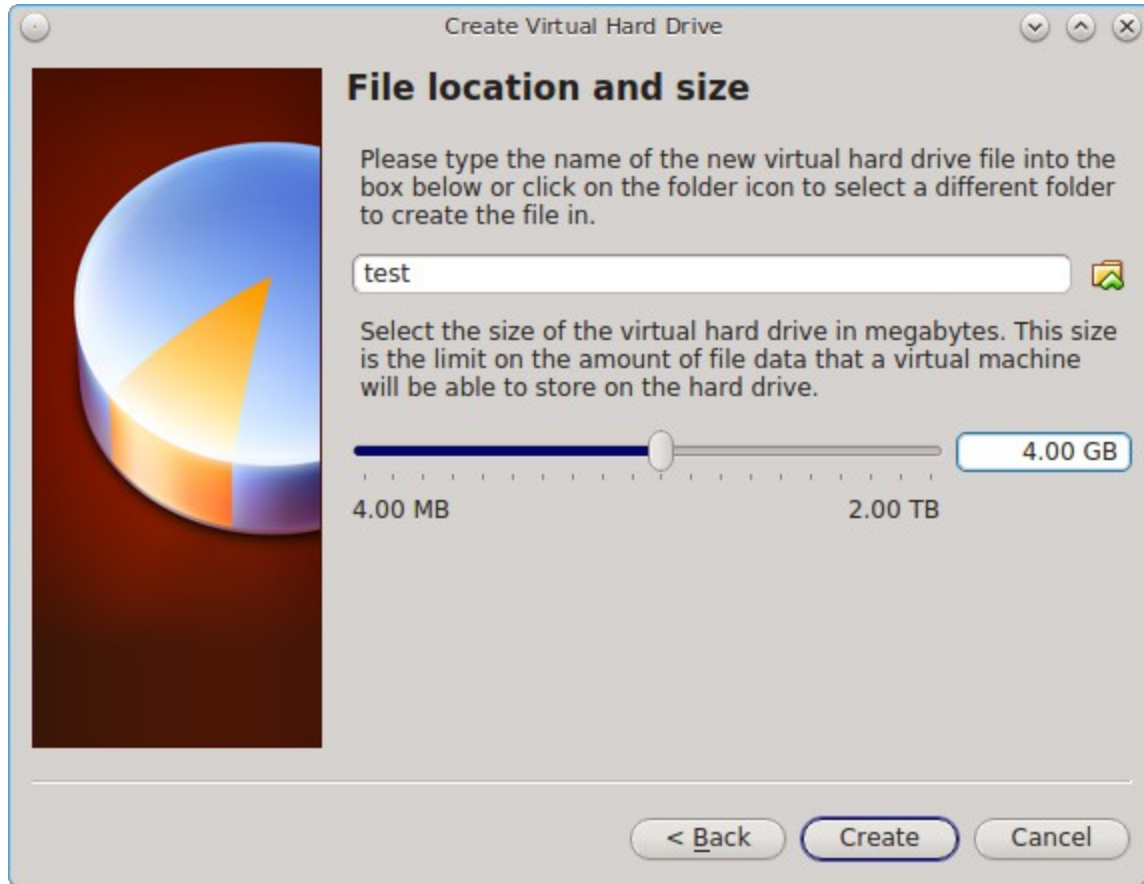 Create Virtual Hard Drive
File location and size
Please type the name of the new virtual hard drive file into the
box below or click on the folder icon to select a different folder
to create the file in.
test
Select the size of the virtual hard drive in megabytes. This size
is the limit on the amount of file data that a virtual machine
will be able to store on the hard drive.
4.00 GB
4.00 MB
2.00 TB
< Back
Create
Cancel